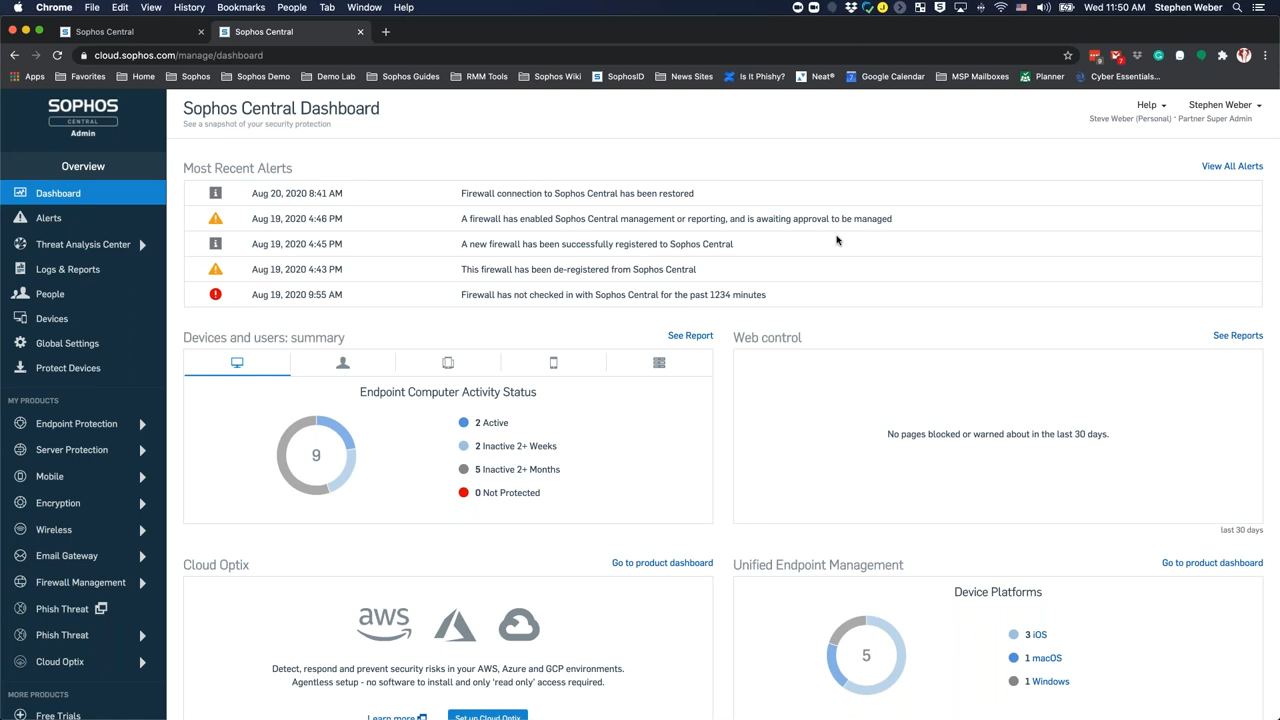 Chrome File Edit View History Bookmarks People Tab Window Help Wed 12 Aug 11:50 AM Stephen Weber
Sophos Central
Sophos Central
cloud.sophos.com/manage/dashboard
Apps Favorites Home Sophos Sophos Demo Demo Lab Sophos Guides RMM Tools Sophos Wiki SophosID News Sites Is It Phishy? Neat® Google Calendar MSP Mailboxes Planner Cyber Essentials...
SOPHOS
CENTRAL
Admin
Overview
Dashboard
Alerts
Threat Analysis Center
Logs & Reports
People
Devices
Global Settings
Protect Devices
MY PRODUCTS
Endpoint Protection
Server Protection
Mobile
Encryption
Wireless
Email Gateway
Firewall Management
Phish Threat
Phish Threat
Cloud Optix
MORE PRODUCTS
Free Trials
Sophos Central Dashboard
See a snapshot of your security protection
Help Stephen Weber
Steve Weber (Personal) · Partner Super Admin
Most Recent Alerts
View All Alerts
Aug 20, 2020 8:41 AM Firewall connection to Sophos Central has been restored
Aug 19, 2020 4:46 PM A firewall has enabled Sophos Central management or reporting, and is awaiting approval to be managed
Aug 19, 2020 4:45 PM A new firewall has been successfully registered to Sophos Central
Aug 19, 2020 4:43 PM This firewall has been de-registered from Sophos Central
Aug 19, 2020 9:55 AM Firewall has not checked in with Sophos Central for the past 1234 minutes
Devices and users: summary
See Report
Endpoint Computer Activity Status
9
2 Active
2 Inactive 2+ Weeks
5 Inactive 2+ Months
0 Not Protected
Web control
See Reports
No pages blocked or warned about in the last 30 days.
last 30 days
Cloud Optix
Go to product dashboard
aws
Detect, respond and prevent security risks in your AWS, Azure and GCP environments.
Agentless setup - no software to install and only 'read only' access required.
Learn more
Set up Cloud Optix
Unified Endpoint Management
Go to product dashboard
Device Platforms
5
3 iOS
1 macOS
1 Windows